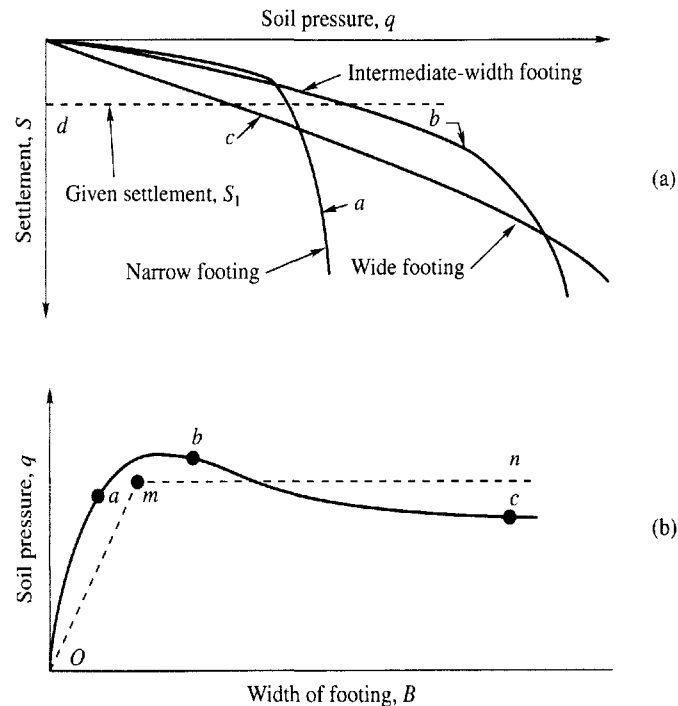 Soil pressure, q
Intermediate-width footing
d
c
b
Given settlement, S₁
a
Narrow footing
Wide footing
Settlement, S
(a)
b
n
a
m
c
(b)
Soil pressure, q
O
Width of footing, B